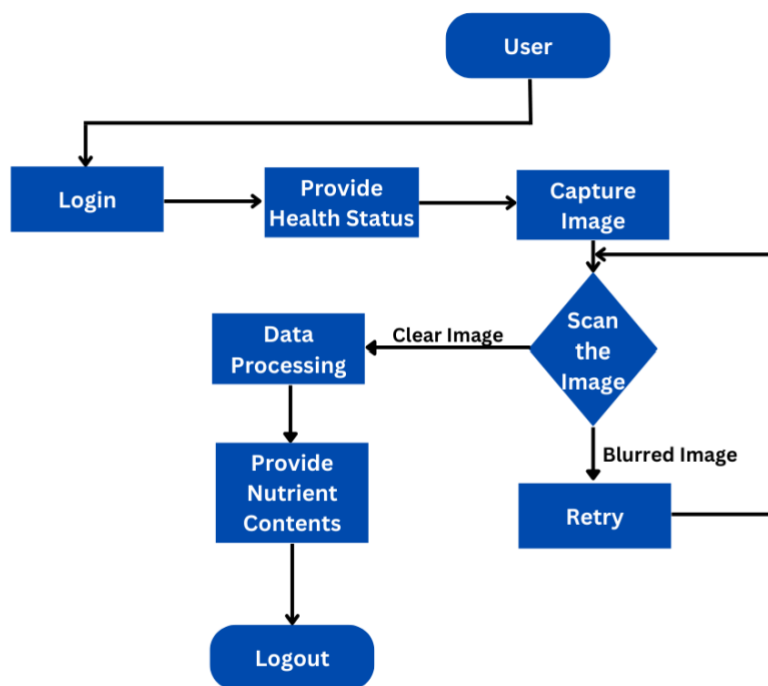 User
Login
Provide
Health Status
Capture
Image
Scan
the
Image
Clear Image
Data
Processing
Blurred Image
Provide
Nutrient
Contents
Retry
Logout